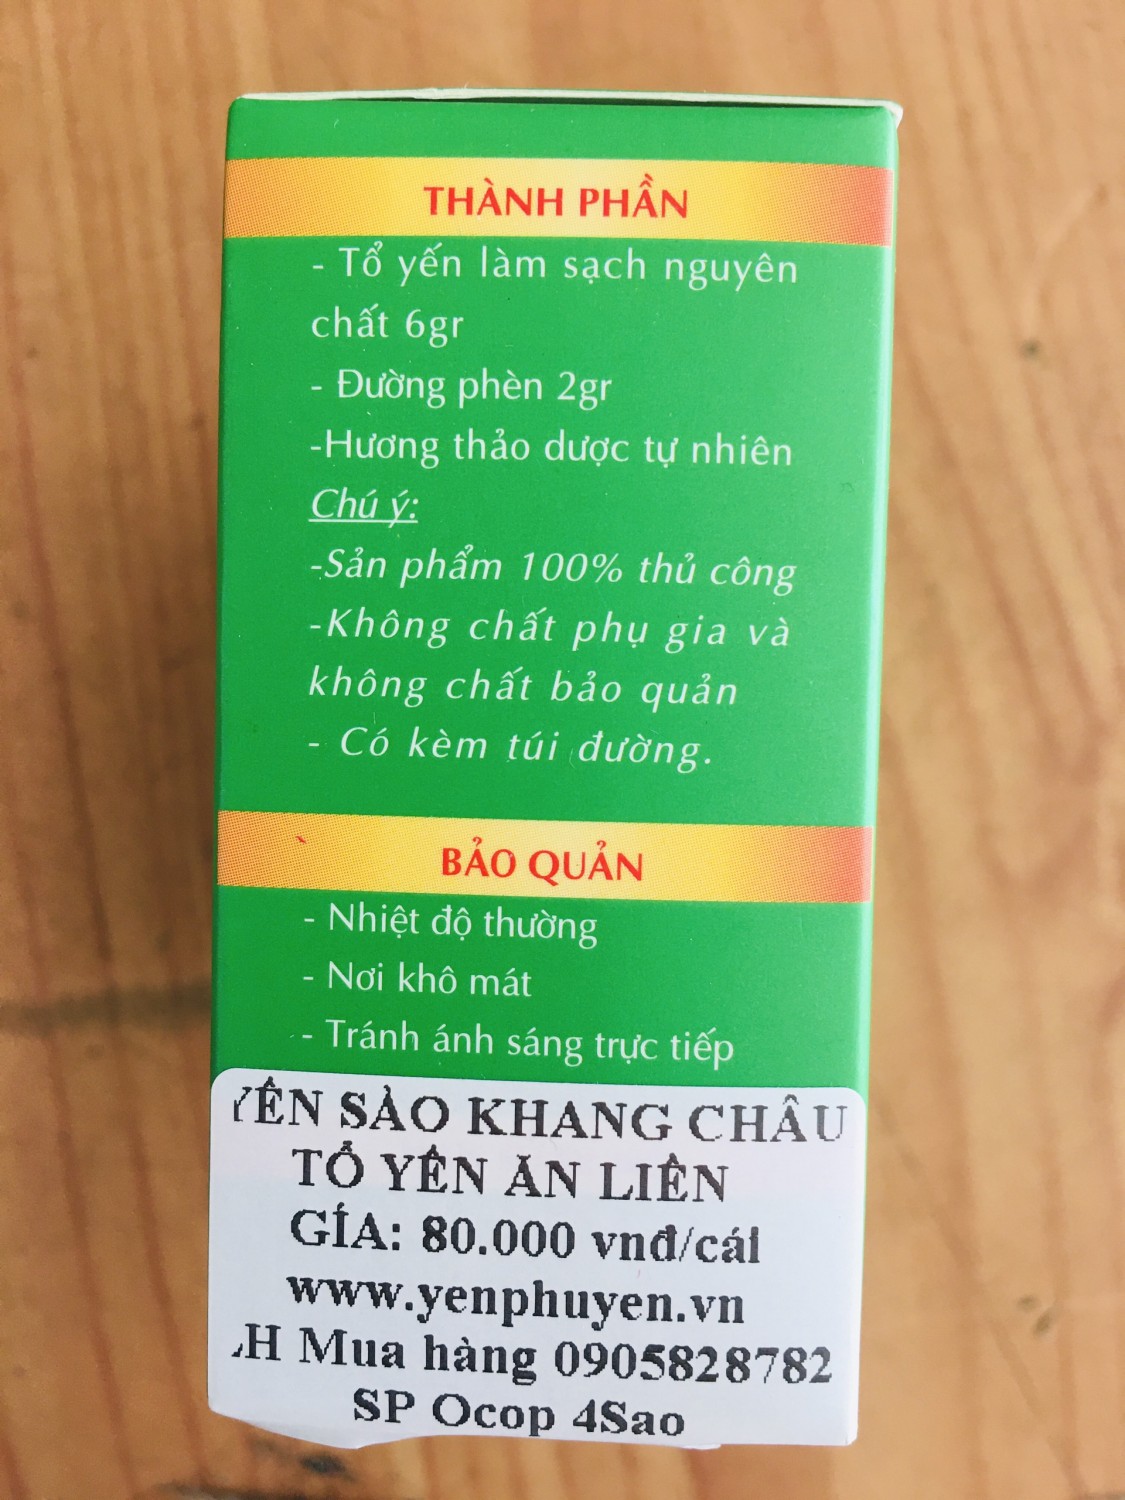 THÀNH PHẦN
- Tổ yến làm sạch nguyên
chất 6gr
- Đường phèn 2gr
-Hương thảo dược tự nhiên
Chú ý:
-Sản phẩm 100% thủ công
-Không chất phụ gia và
không chất bảo quản
- Có kèm túi đường.
BẢO QUẢN
- Nhiệt độ thường
- Nơi khô mát
- Tránh ánh sáng trực tiếp
YẾN SÀO KHANG CHÂU
TỔ YẾN ĂN LIỀN
GÍA: 80.000 vnđ/cái
www.yenphuyen.vn
LH Mua hàng 0905828782
SP Ocop 4Sao